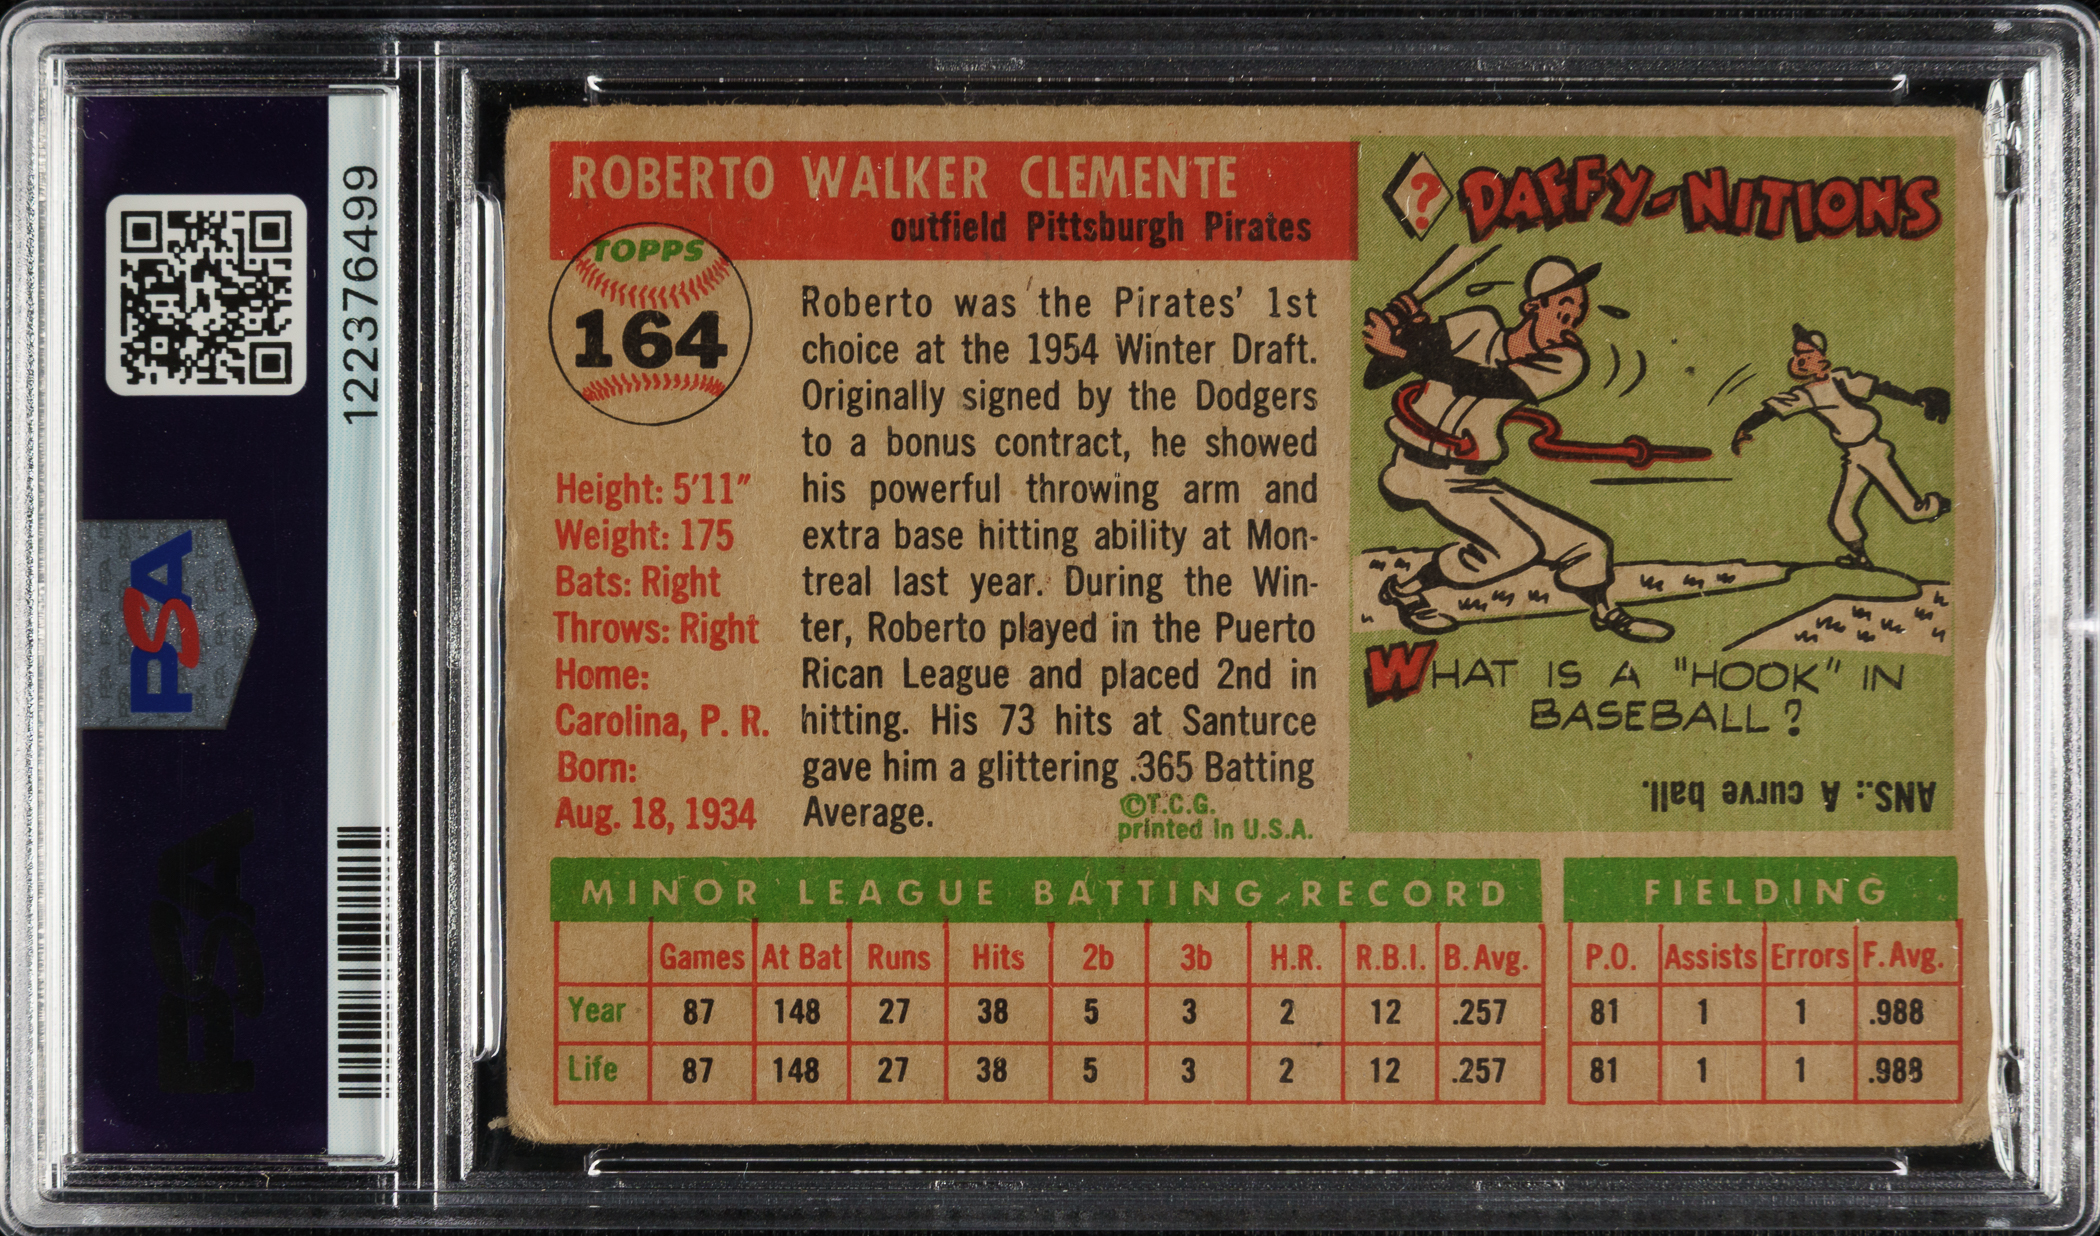 12237649​9
PSA
PSA
ROBERTO WALKER CLEMENTE
outfield Pittsburgh Pirates
TOPPS
164
Height: 5'11"
Weight: 175
Bats: Right
Throws: Right
Home:
Carolina, P. R.
Born:
Aug. 18, 1934
Roberto was the Pirates' 1st
choice at the 1954 Winter Draft.
Originally signed by the Dodgers
to a bonus contract, he showed
his powerful throwing arm and
extra base hitting ability at Mon-
treal last year. During the Win-
ter, Roberto played in the Puerto
Rican League and placed 2nd in
hitting. His 73 hits at Santurce
gave him a glittering .365 Batting
Average.
©T.C.G.
printed in U.S.A.
? DAFFY-NITIONS
WHAT IS A "HOOK" IN
BASEBALL?
ANS.: A curve ball.
MINOR LEAGUE BATTING RECORD
Games At Bat Runs Hits 2b 3b H.R. R.B.I. B. Avg.
Year 87 148 27 38 5 3 2 12 .257
Life 87 148 27 38 5 3 2 12 .257
FIELDING
P.O. Assists Errors F. Avg.
81 1 1 .988
81 1 1 .988